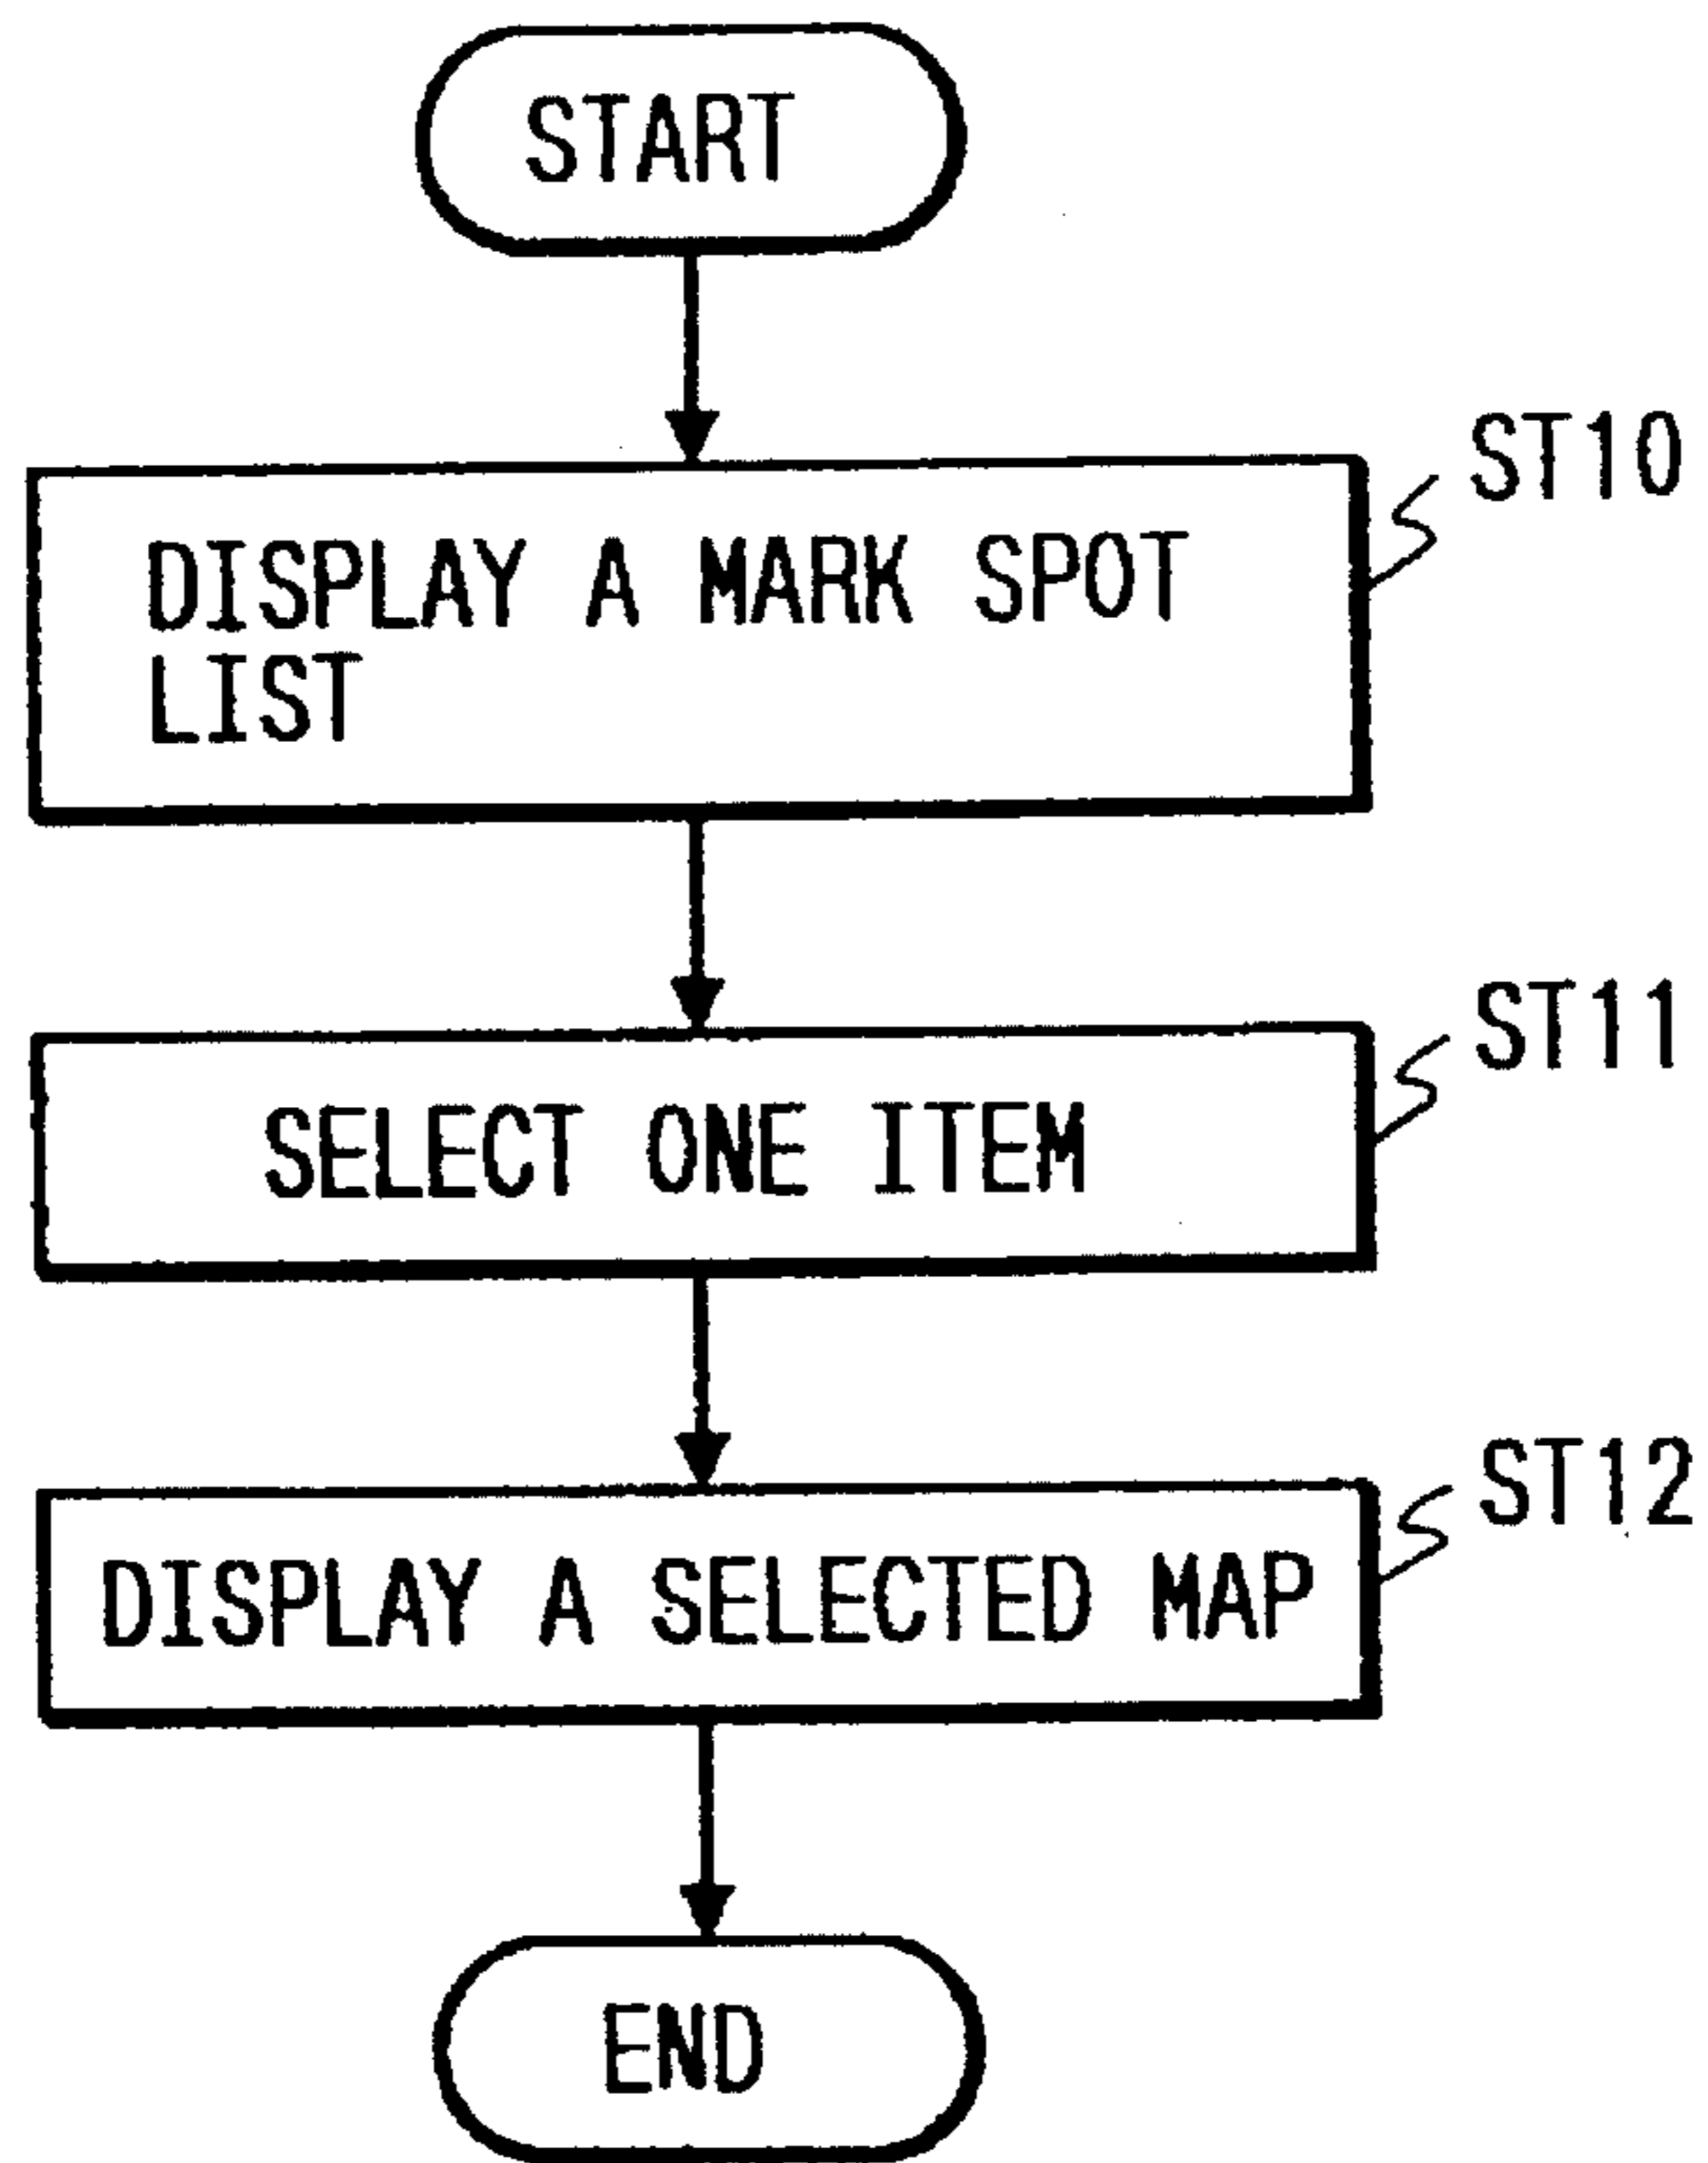 START
ST10
DISPLAY A MARK SPOT
LIST
ST11
SELECT ONE ITEM
ST12
DISPLAY A SELECTED MAP
END